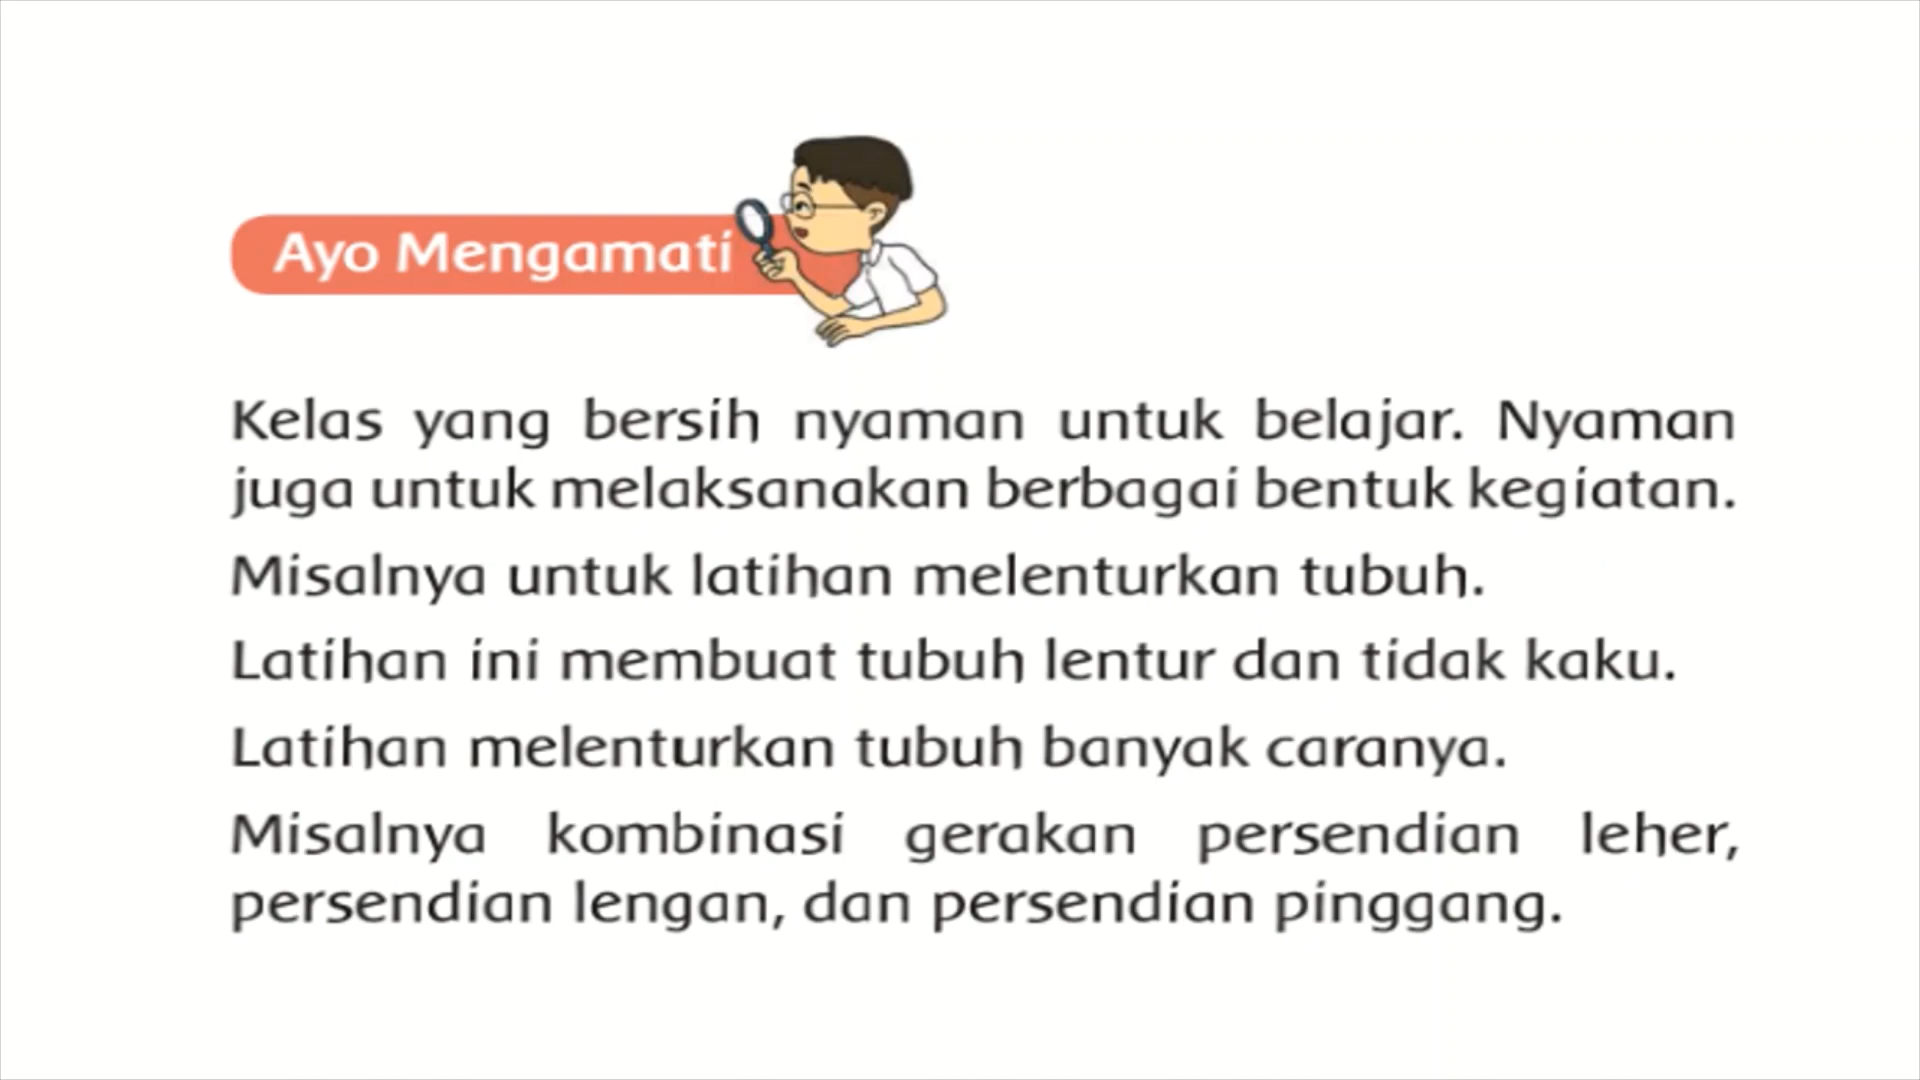 Ayo Mengamati
Kelas yang bersih nyaman untuk belajar. Nyaman
juga untuk melaksanakan berbagai bentuk kegiatan.
Misalnya untuk latihan melenturkan tubuh.
Latihan ini membuat tubuh lentur dan tidak kaku.
Latihan melenturkan tubuh banyak caranya.
Misalnya kombinasi gerakan persendian leher,
persendian lengan, dan persendian pinggang.